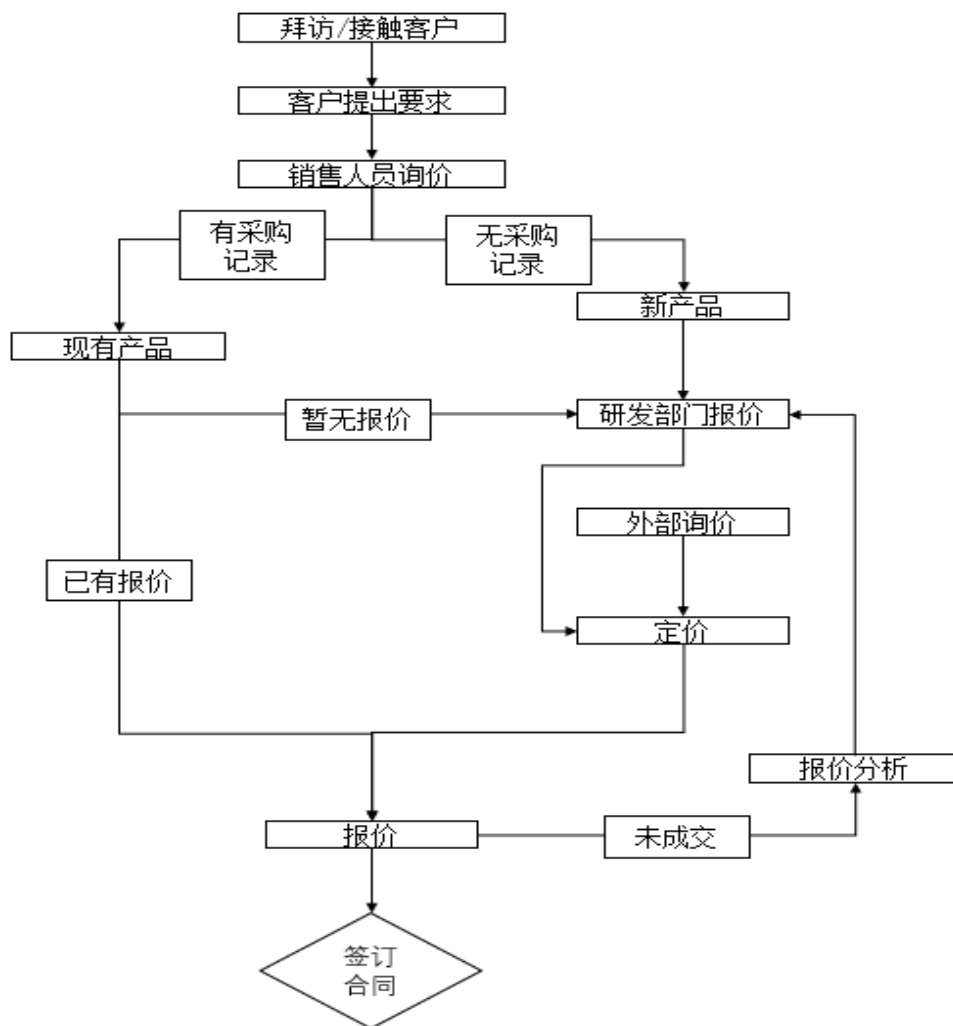 拜访/接触客户
客户提出要求
销售人员询价
有采购
记录
无采购
记录
新产品
现有产品
暂无报价
研发部门报价
外部询价
已有报价
定价
报价分析
报价
未成交
签订
合同